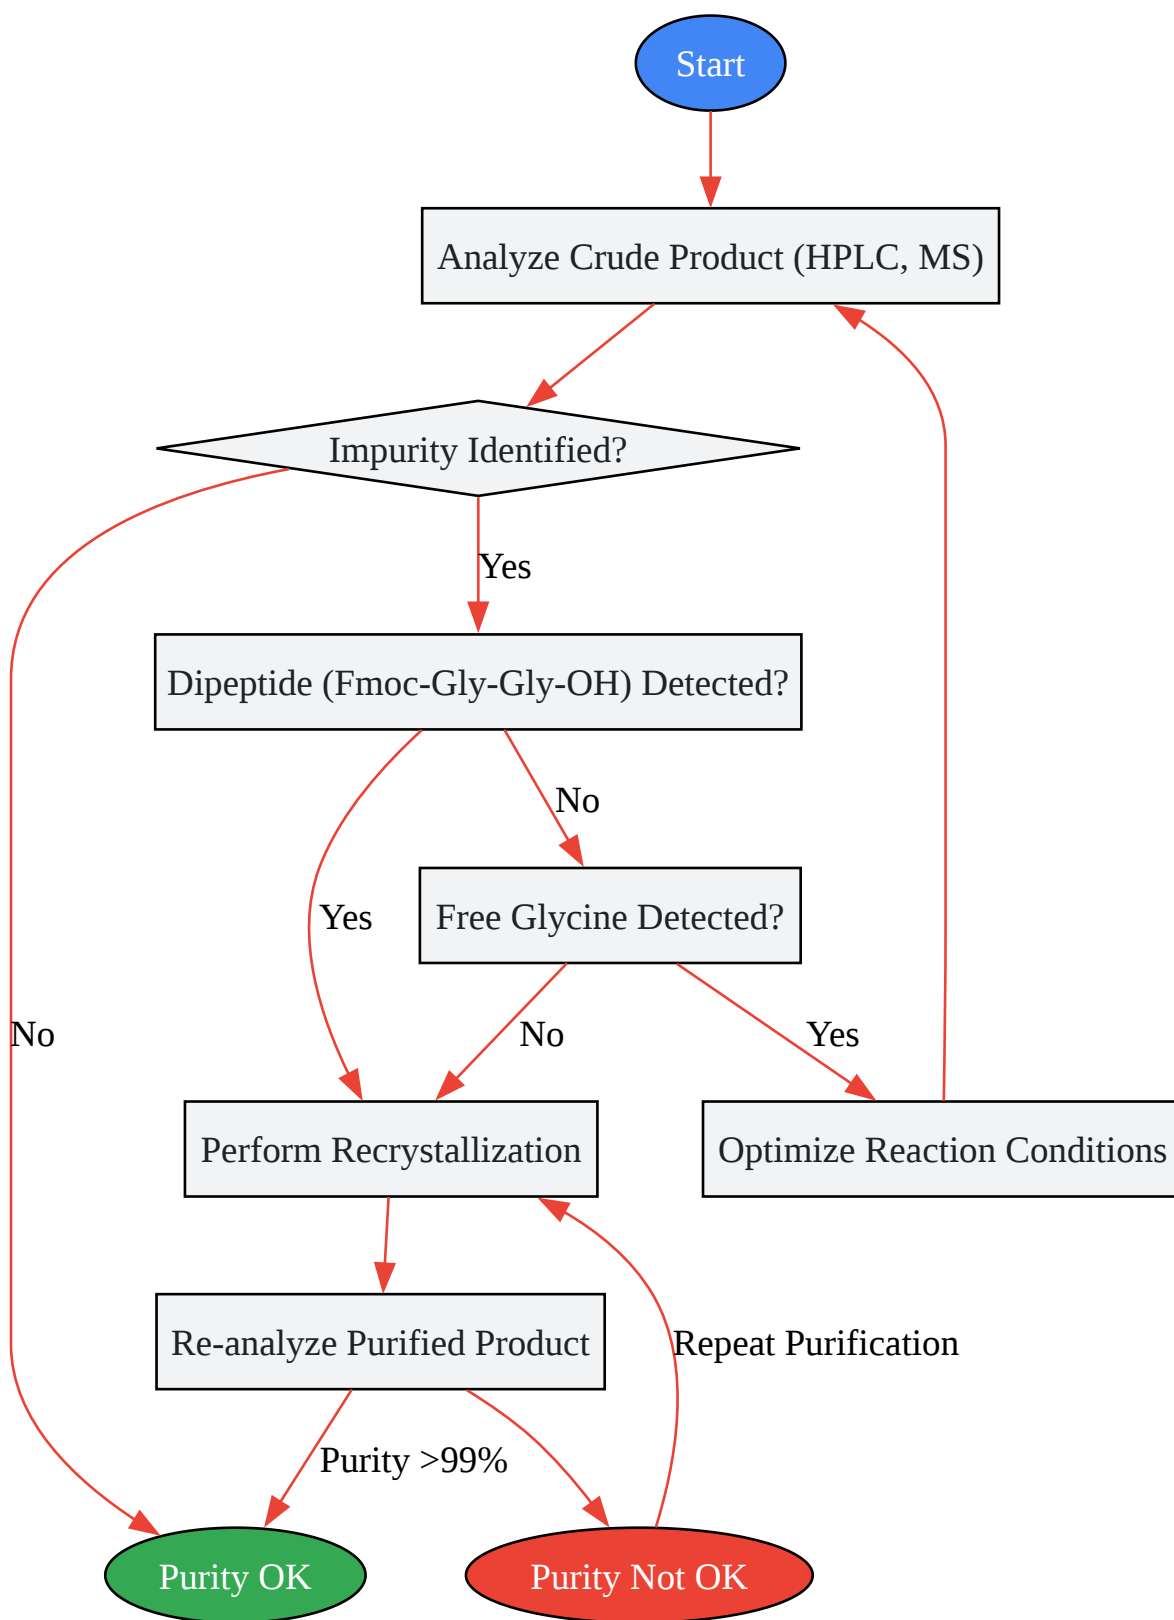 Start
Analyze Crude Product (HPLC, MS)
Impurity Identified?
Yes
Dipeptide (Fmoc-Gly-Gly-OH) Detected?
No
Free Glycine Detected?
Yes
No
No
Yes
Perform Recrystallization
Optimize Reaction Conditions
Re-analyze Purified Product
Repeat Purification
Purity >99%
Purity OK
Purity Not OK